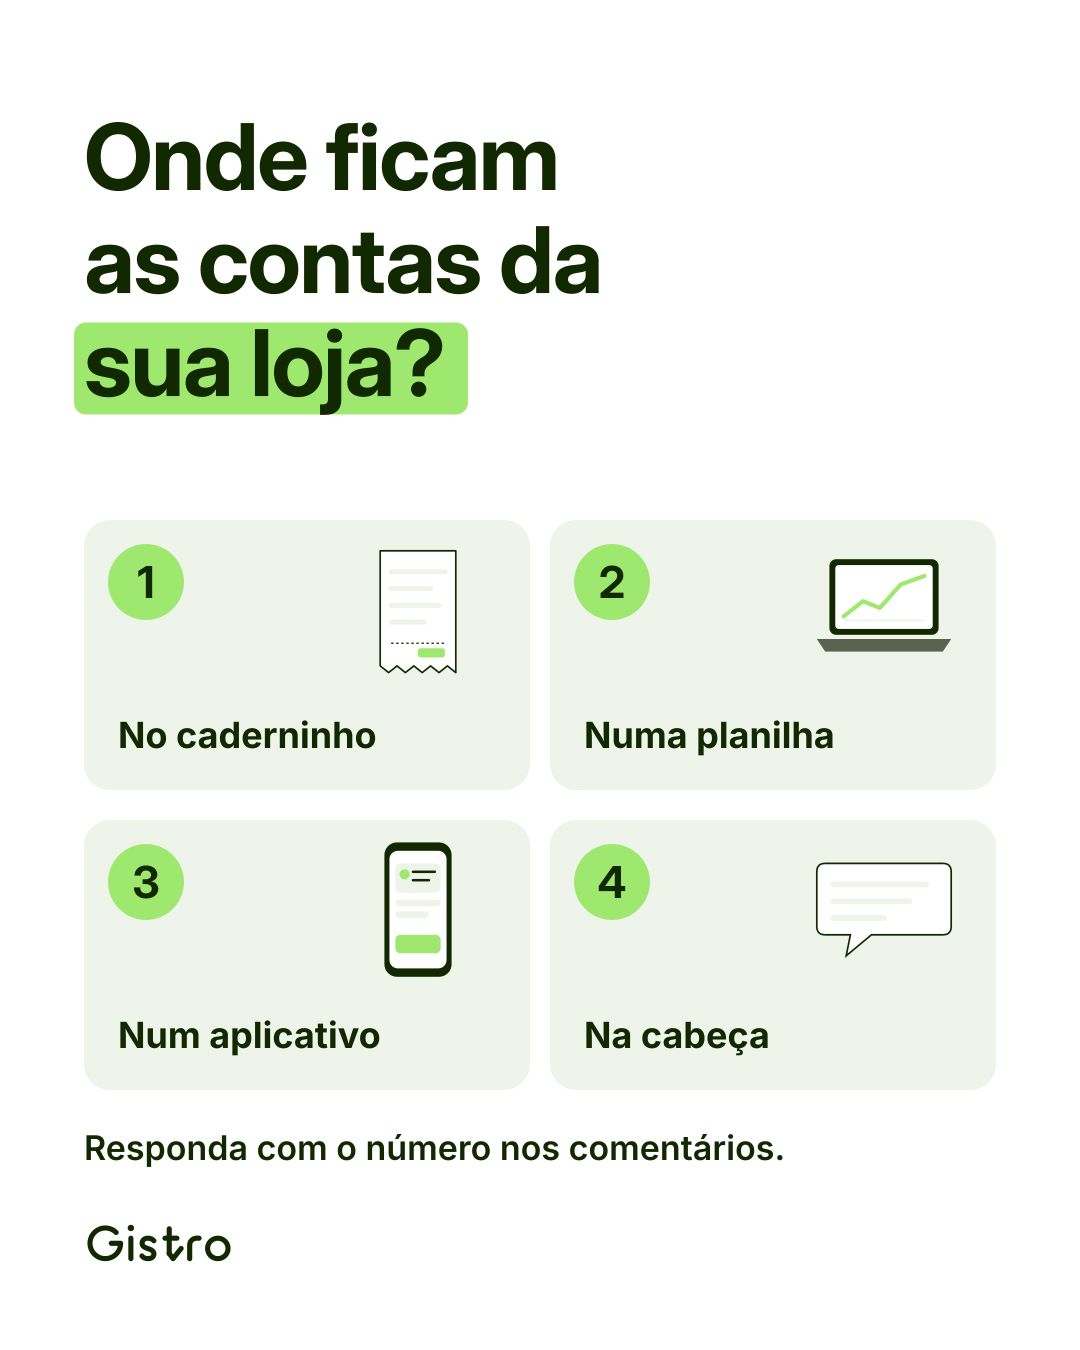 Onde ficam
as contas da
sua loja?
1
No caderninho
2
Numa planilha
3
Num aplicativo
4
Na cabeça
Responda com o número nos comentários.
Gistro